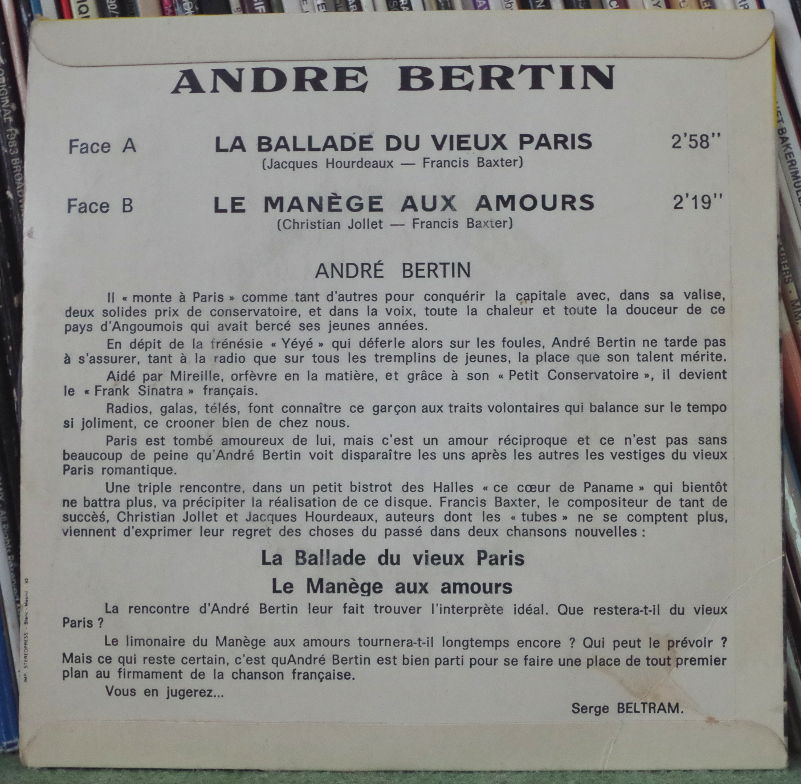 ANDRE BERTIN
Face A LA BALLADE DU VIEUX PARIS 2'58"
(Jacques Hourdeaux — Francis Baxter)
Face B LE MANÈGE AUX AMOURS 2'19"
(Christian Jollet — Francis Baxter)
ANDRÉ BERTIN
Il « monte à Paris » comme tant d'autres pour conquérir la capitale avec, dans sa valise,
deux solides prix de conservatoire, et dans la voix, toute la chaleur et toute la douceur de ce
pays d'Angoumois qui avait bercé ses jeunes années.
En dépit de la frénésie « Yéyé » qui déferle alors sur les foules, André Bertin ne tarde pas
à s'assurer, tant à la radio que sur tous les tremplins de jeunes, la place que son talent mérite.
Aidé par Mireille, orfèvre en la matière, et grâce à son « Petit Conservatoire », il devient
le « Frank Sinatra » français.
Radios, galas, télés, font connaître ce garçon aux traits volontaires qui balance sur le tempo
si joliment, ce crooner bien de chez nous.
Paris est tombé amoureux de lui, mais c'est un amour réciproque et ce n'est pas sans
beaucoup de peine qu'André Bertin voit disparaître les uns après les autres les vestiges du vieux
Paris romantique.
Une triple rencontre, dans un petit bistrot des Halles « ce cœur de Paname » qui bientôt
ne battra plus, va précipiter la réalisation de ce disque. Francis Baxter, le compositeur de tant de
succès, Christian Jollet et Jacques Hourdeaux, auteurs dont les « tubes » ne se comptent plus,
viennent d'exprimer leur regret des choses du passé dans deux chansons nouvelles :
La Ballade du vieux Paris
Le Manège aux amours
La rencontre d'André Bertin leur fait trouver l'interprète idéal. Que restera-t-il du vieux
Paris ?
Le limonaire du Manège aux amours tournera-t-il longtemps encore ? Qui peut le prévoir ?
Mais ce qui reste certain, c'est quAndré Bertin est bien parti pour se faire une place de tout premier
plan au firmament de la chanson française.
Vous en jugerez...
Serge BELTRAM.